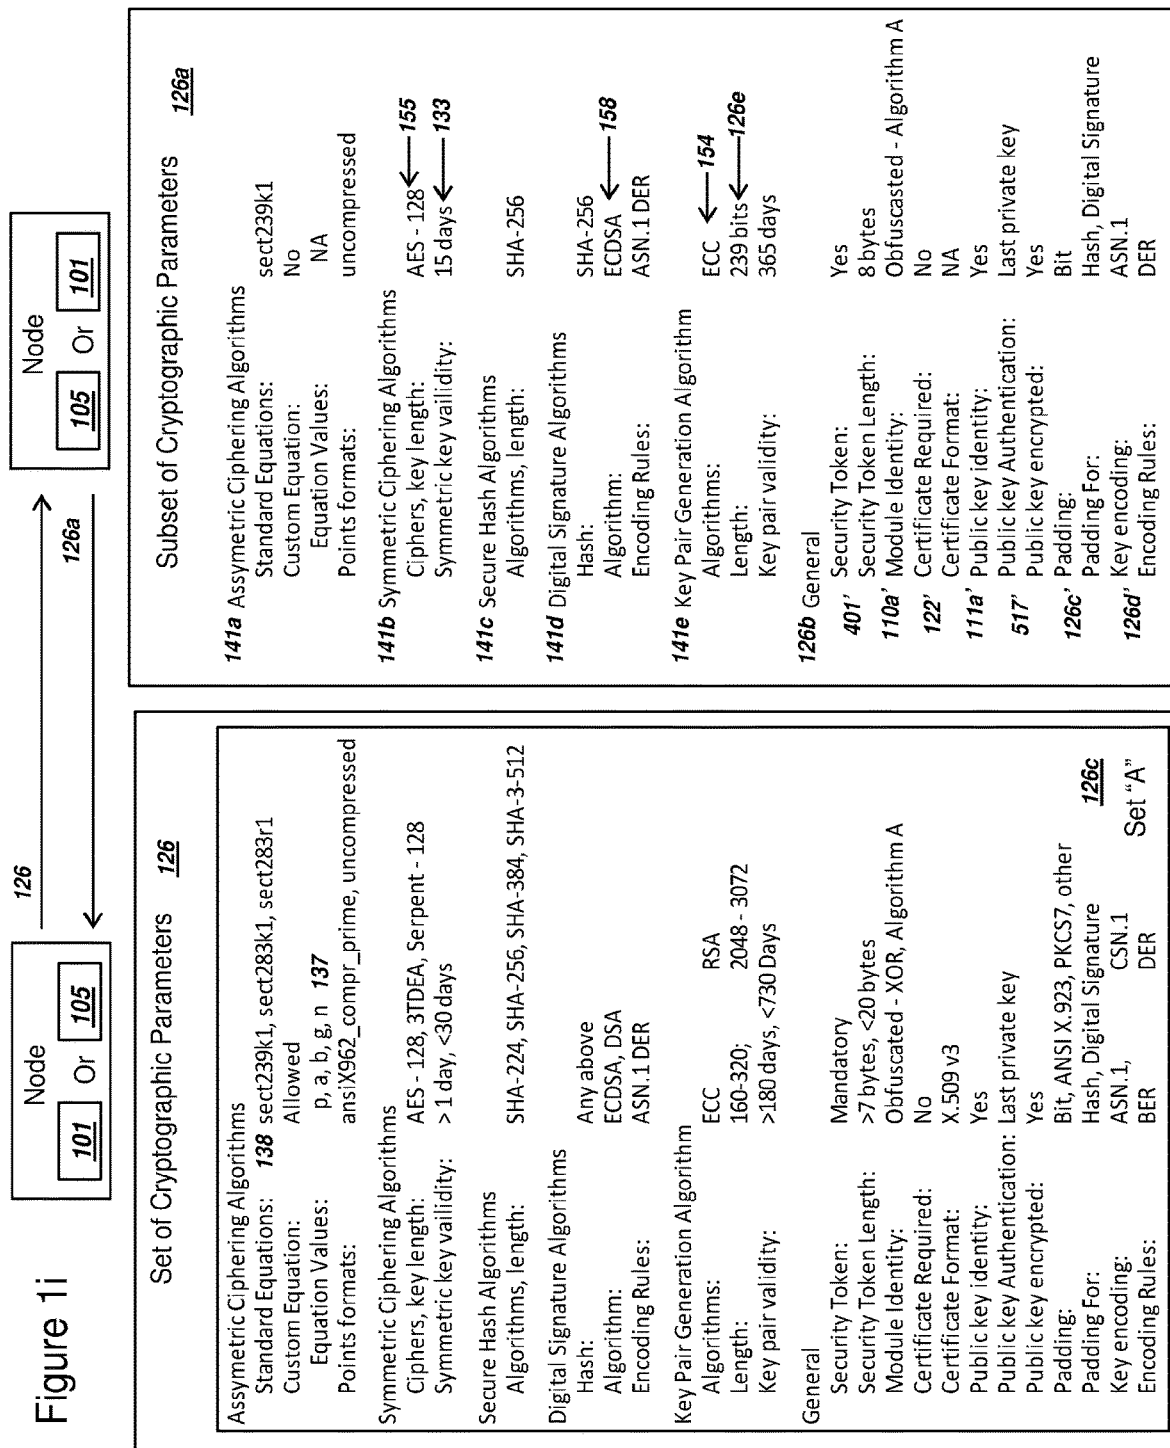 Figure 1i
Node
101 Or 105
126
126a
Node
105 Or 101
Set of Cryptographic Parameters 126
Assymetric Ciphering Algorithms
Standard Equations: 138 sect239k1, sect283k1, sect283r1
Custom Equation: Allowed
Equation Values: p, a, b, g, n 137
Points formats: ansiX962_compr_prime, uncompressed
Symmetric Ciphering Algorithms
Ciphers, key length: AES - 128, 3TDEA, Serpent - 128
Symmetric key vailidity: > 1 day, <30 days
Secure Hash Algorithms
Algorithms, length: SHA-224, SHA-256, SHA-384, SHA-3-512
Digital Signature Algorithms
Hash: Any above
Algorithm: ECDSA, DSA
Encoding Rules: ASN.1 DER
Key Pair Generation Algorithm
Algorithms: ECC RSA
Length: 160-320; 2048 - 3072
Key pair validity: >180 days, <730 Days
General
Security Token: Mandatory
Security Token Length: >7 bytes, <20 bytes
Module Identity: Obfuscated - XOR, Algorithm A
Certificate Required: No
Certificate Format: X.509 v3
Public key identity: Yes
Public key Authentication: Last private key
Public key encrypted: Yes
Padding: Bit, ANSI X.923, PKCS7, other
Padding For: Hash, Digital Signature
Key encoding: ASN.1, CSN.1
Encoding Rules: BER DER
126c
Set "A"
Subset of Cryptographic Parameters 126a
141a Assymetric Ciphering Algorithms
Standard Equations: sect239k1
Custom Equation: No
Equation Values: NA
Points formats: uncompressed
141b Symmetric Ciphering Algorithms
Ciphers, key length: AES - 128 155
Symmetric key vailidity: 15 days 133
141c Secure Hash Algorithms
Algorithms, length: SHA-256
141d Digital Signature Algorithms
Hash: SHA-256
Algorithm: ECDSA 158
Encoding Rules: ASN.1 DER
141e Key Pair Generation Algorithm
Algorithms: ECC 154
Length: 239 bits 126e
Key pair validity: 365 days
126b General
Security Token: Yes
401' Security Token Length: 8 bytes
110a' Module Identity: Obfuscasted - Algorithm A
122' Certificate Required: No
Certificate Format: NA
111a' Public key identity: Yes
517' Public key Authentication: Last private key
Public key encrypted: Yes
126c' Padding: Bit
Padding For: Hash, Digital Signature
126d' Key encoding: ASN.1
Encoding Rules: DER